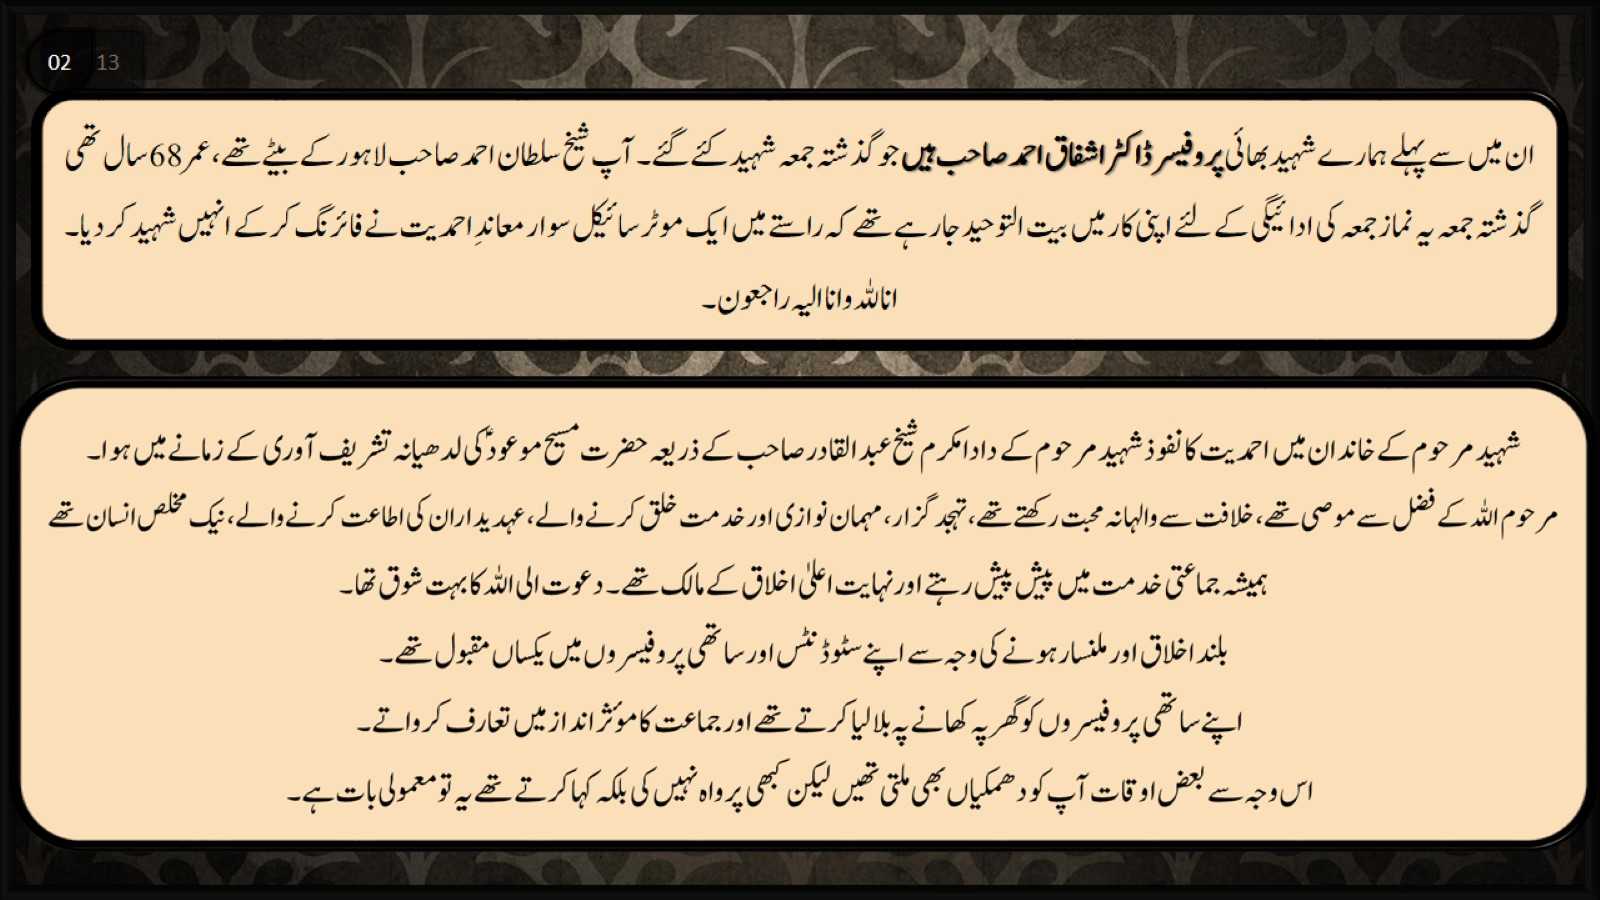 02 13
ان میں سے پہلے ہمارے شہید بھائی پروفیسر ڈاکٹر اشفاق احمد صاحب ہیں جو گذشتہ جمعہ شہید کئے گئے۔ آپ شیخ سلطان احمد صاحب لاہور کے بیٹے تھے، عمر 68 سال تھی
گذشتہ جمعہ یہ نماز جمعہ کی ادائیگی کے لئے اپنی کار میں بیت التوحید جا رہے تھے کہ راستے میں ایک موٹر سائیکل سوار معاندِ احمدیت نے فائرنگ کر کے انہیں شہید کر دیا۔
انا للہ وانا الیہ راجعون۔
شہید مرحوم کے خاندان میں احمدیت کا نفوذ شہید مرحوم کے دادا مکرم شیخ عبد القادر صاحب کے ذریعہ حضرت مسیح موعودؑ کی لدھیانہ تشریف آوری کے زمانے میں ہوا۔
مرحوم اللہ کے فضل سے موصی تھے، خلافت سے والہانہ محبت رکھتے تھے، تہجد گزار، مہمان نوازی اور خدمت خلق کرنے والے، عہدیداران کی اطاعت کرنے والے، نیک مخلص انسان تھے
ہمیشہ جماعتی خدمت میں پیش پیش رہتے اور نہایت اعلیٰ اخلاق کے مالک تھے۔ دعوت الی اللہ کا بہت شوق تھا۔
بلند اخلاق اور ملنسار ہونے کی وجہ سے اپنے سٹوڈنٹس اور ساتھی پروفیسروں میں یکساں مقبول تھے۔
اپنے ساتھی پروفیسروں کو گھر پہ کھانے پہ بلا لیا کرتے تھے اور جماعت کا موئثر انداز میں تعارف کرواتے۔
اس وجہ سے بعض اوقات آپ کو دھمکیاں بھی ملتی تھیں لیکن کبھی پرواہ نہیں کی بلکہ کہا کرتے تھے یہ تو معمولی بات ہے۔